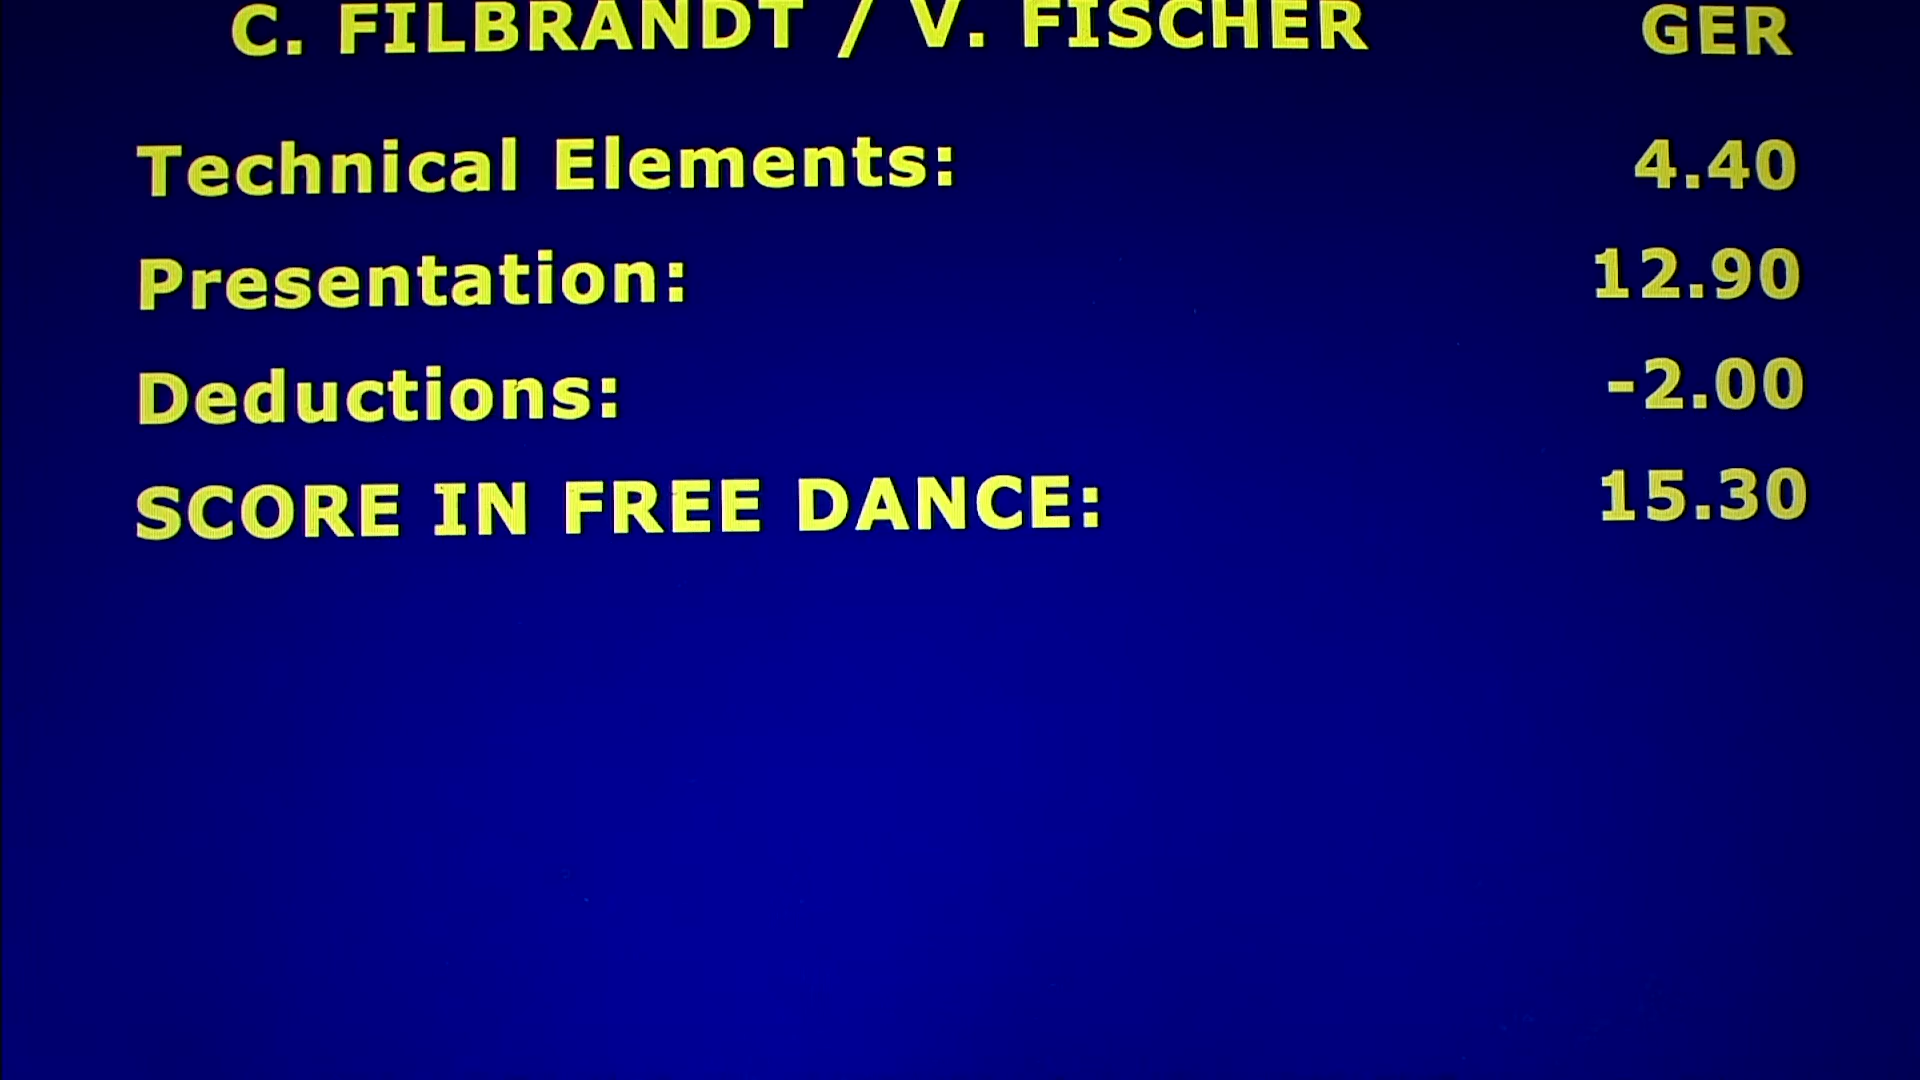 C. FILBRANDT / V. FISCHER GER
Technical Elements: 4.40
Presentation: 12.90
Deductions: -2.00
SCORE IN FREE DANCE: 15.30